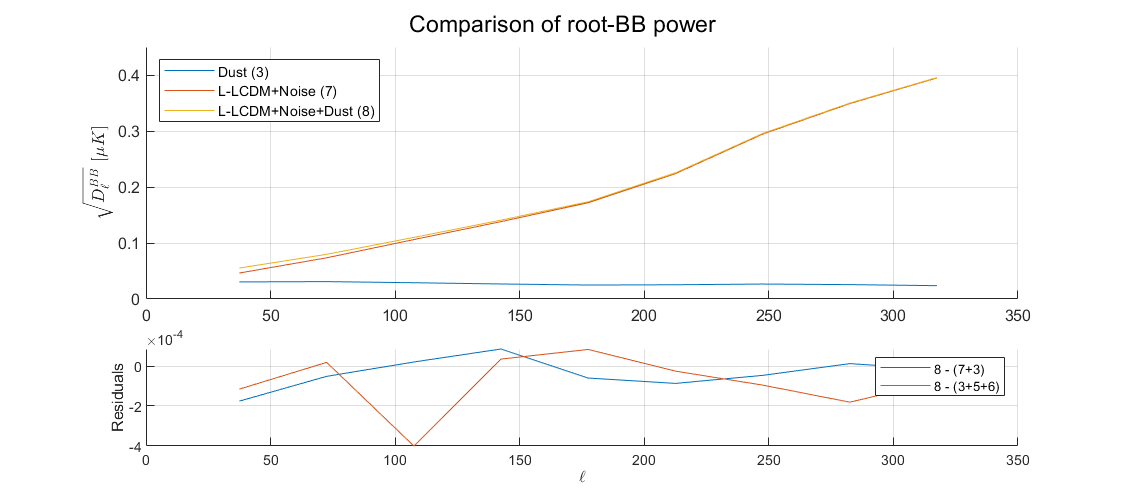 Comparison of root-BB power
Dust (3)
L-LCDM+Noise (7)
L-LCDM+Noise+Dust (8)
√D_ℓ^{BB} [μK]
0.4
0.3
0.2
0.1
0
0 50 100 150 200 250 300 350
×10^{-4}
8 - (7+3)
8 - (3+5+6)
Residuals
0
-2
-4
0 50 100 150 200 250 300 350
ℓ